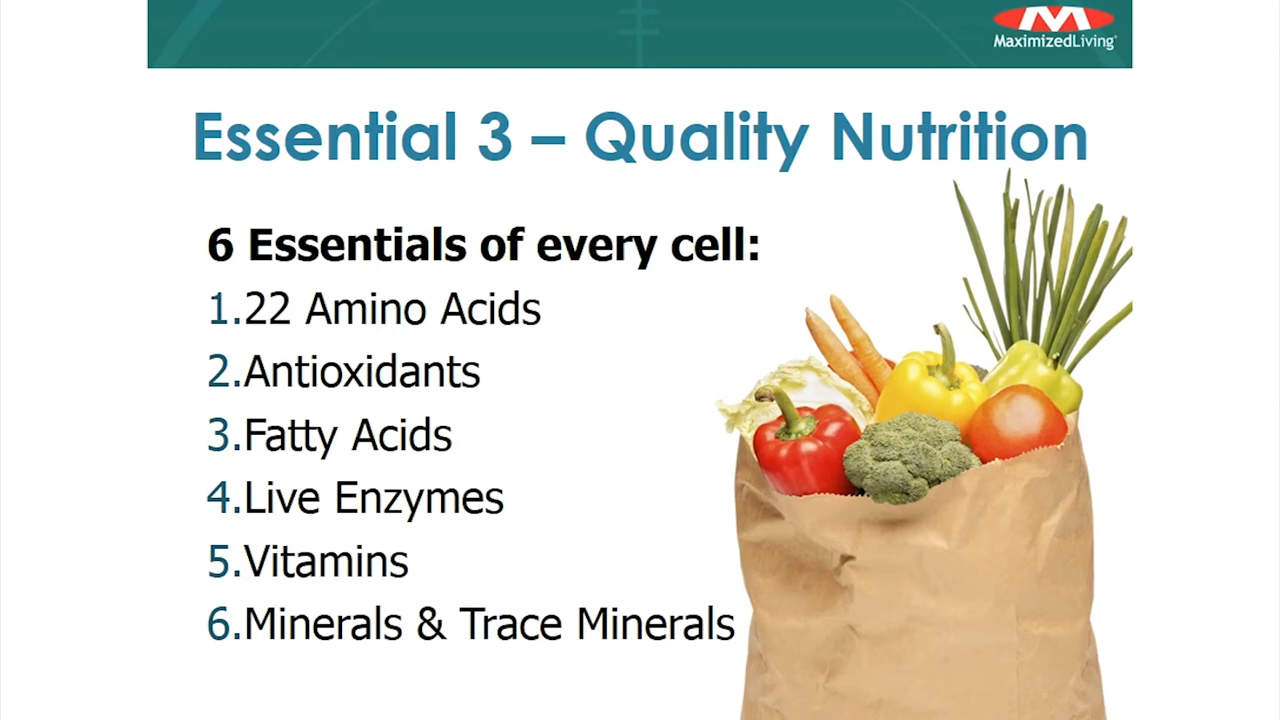 MaximizedLiving®
Essential 3 – Quality Nutrition
6 Essentials of every cell:
1.22 Amino Acids
2.Antioxidants
3.Fatty Acids
4.Live Enzymes
5.Vitamins
6.Minerals & Trace Minerals